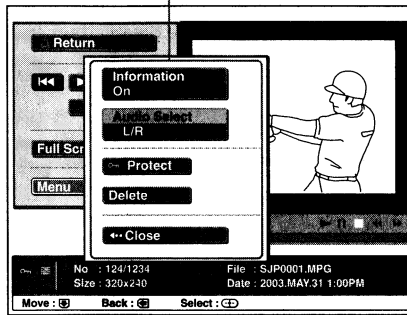 Return
Information
On
Audio Select
L/R
Full Scr
Protect
Menu
Delete
Close
No : 124/1234
File : SJP0001.MPG
Size : 320x240
Date : 2003.MAY.31 1:00PM
Move :
Back :
Select :